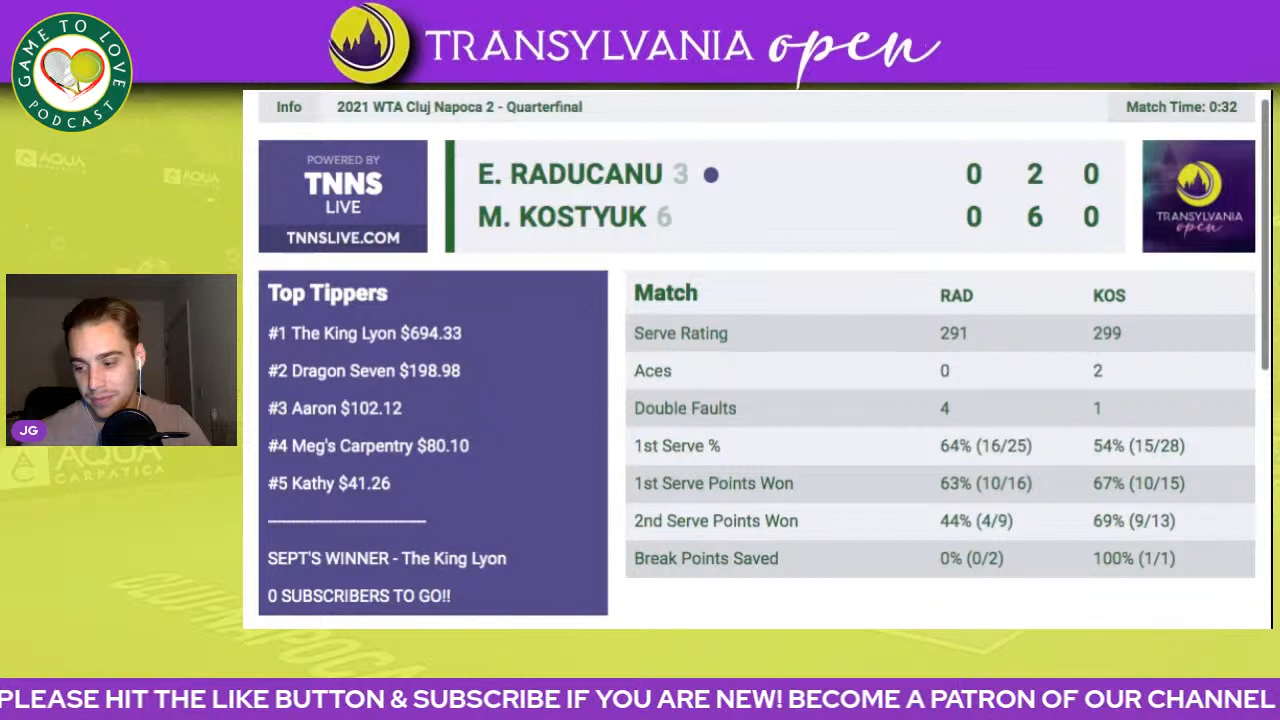 GAME TO LOVE
PODCAST
TRANSYLVANIA open
Info 2021 WTA Cluj Napoca 2 - Quarterfinal Match Time: 0:32
POWERED BY
TNNS
LIVE
TNNSLIVE.COM
E. RADUCANU 3 0 2 0
M. KOSTYUK 6 0 6 0
TRANSYLVANIA
open
Top Tippers
#1 The King Lyon $694.33
#2 Dragon Seven $198.98
#3 Aaron $102.12
#4 Meg's Carpentry $80.10
#5 Kathy $41.26
SEPT'S WINNER - The King Lyon
0 SUBSCRIBERS TO GO!!
Match RAD KOS
Serve Rating 291 299
Aces 0 2
Double Faults 4 1
1st Serve % 64% (16/25) 54% (15/28)
1st Serve Points Won 63% (10/16) 67% (10/15)
2nd Serve Points Won 44% (4/9) 69% (9/13)
Break Points Saved 0% (0/2) 100% (1/1)
JG
AQUA
CARPATICA
AQUA
AQUA
CARPATICA
CLUJ-NAPOCA
PLEASE HIT THE LIKE BUTTON & SUBSCRIBE IF YOU ARE NEW! BECOME A PATRON OF OUR CHANNEL